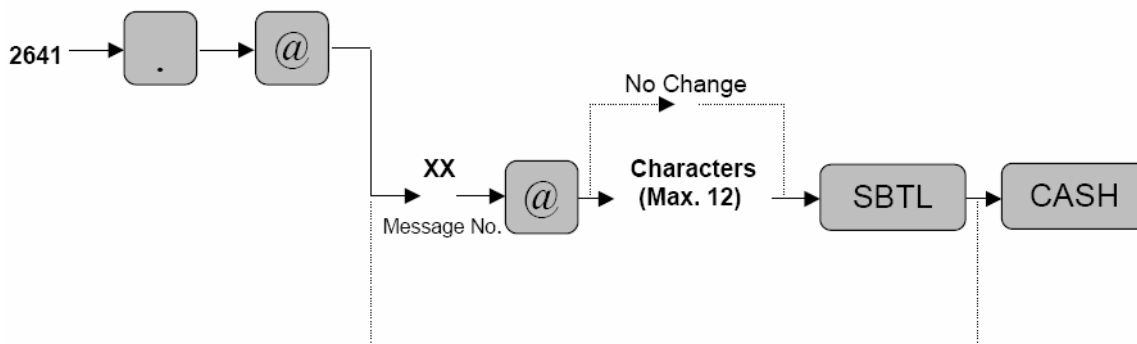 2641
.
@
No Change
XX
@
Characters
(Max. 12)
SBTL
CASH
Message No.